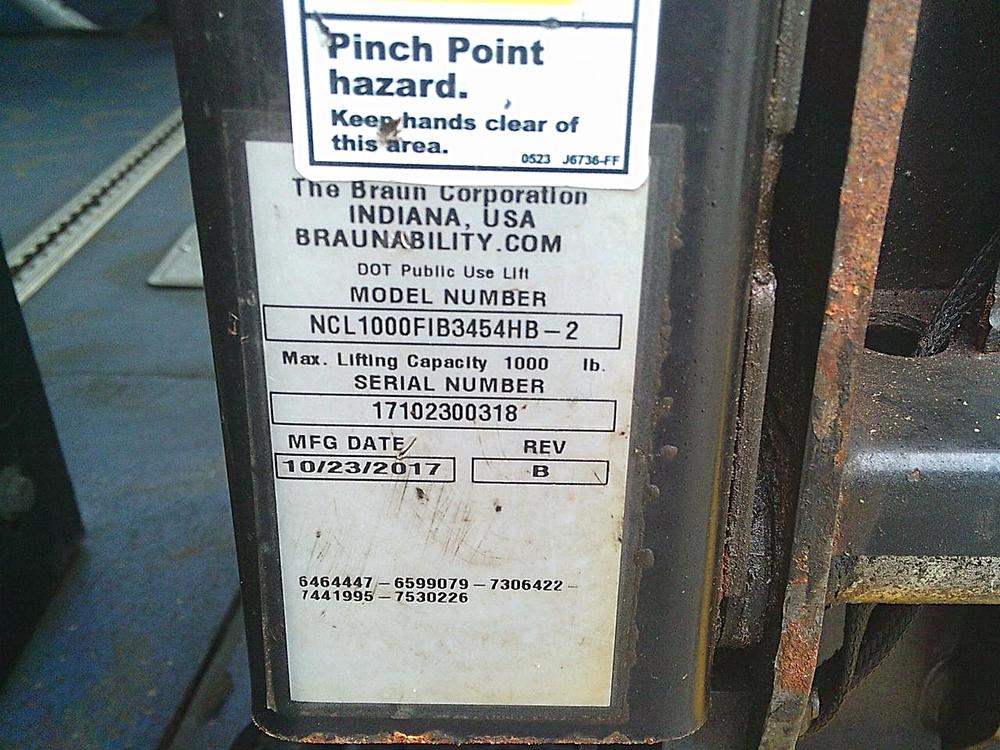 Pinch Point
hazard.
Keep hands clear of
this area.
0523 J6736-FF
The Braun Corporation
INDIANA, USA
BRAUNABILITY.COM
DOT Public Use Lift
MODEL NUMBER
NCL1000FIB3454HB-2
Max. Lifting Capacity 1000 lb.
SERIAL NUMBER
17102300318
MFG DATE REV
10/23/2017 B
6464447-6599079-7306422-
7441995-7530226